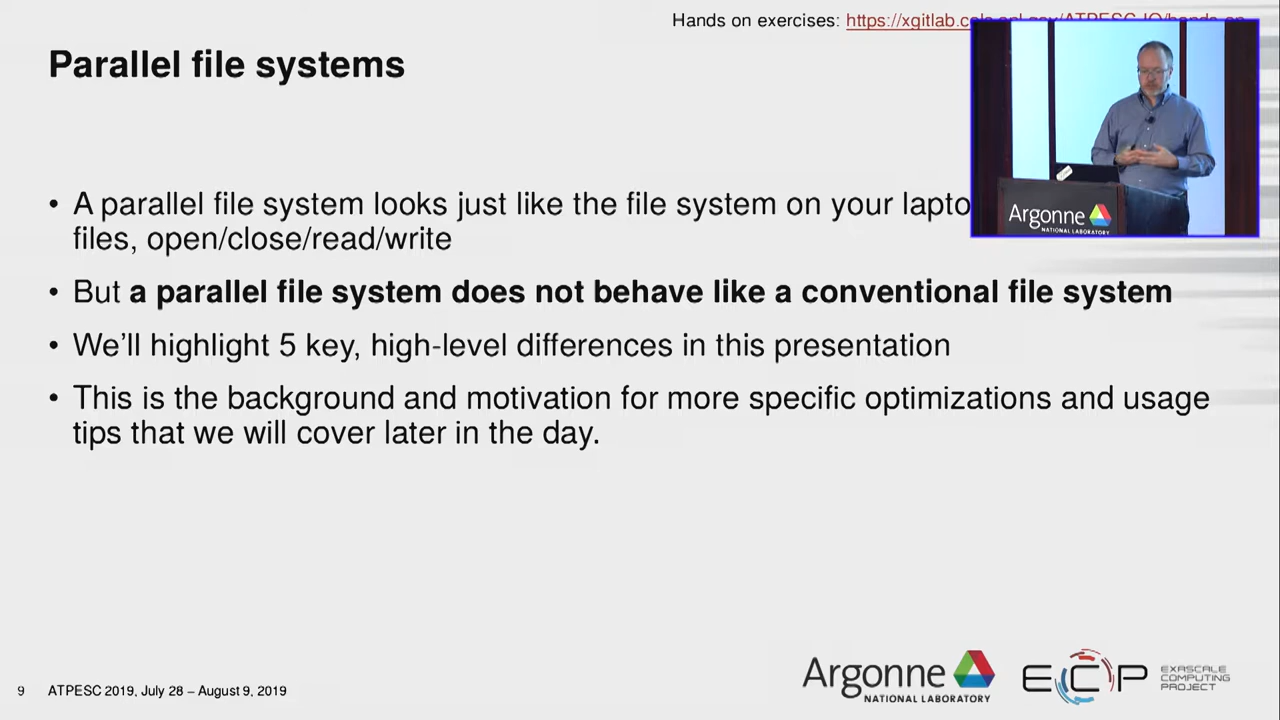 Hands on exercises: https://xgitlab.cels.anl.gov/ATPESC-IO/hands-on
Parallel file systems
• A parallel file system looks just like the file system on your lapto
files, open/close/read/write
• But a parallel file system does not behave like a conventional file system
• We’ll highlight 5 key, high-level differences in this presentation
• This is the background and motivation for more specific optimizations and usage
tips that we will cover later in the day.
Argonne
NATIONAL LABORATORY
9 ATPESC 2019, July 28 – August 9, 2019
Argonne
NATIONAL LABORATORY
ECP
EXASCALE
COMPUTING
PROJECT